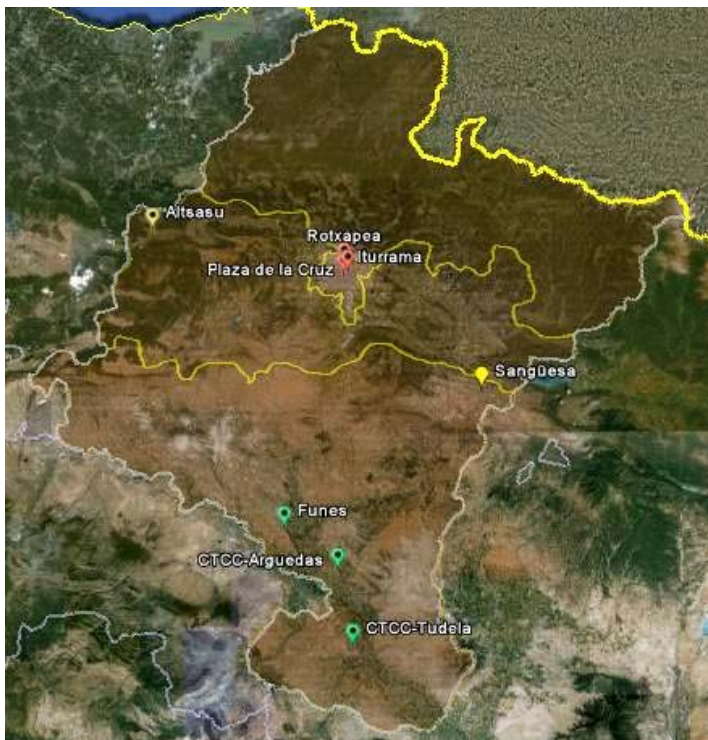 Altsasu
Rotxapea
Iturrama
Plaza de la Cruz
Sangüesa
Funes
CTCC-Arguedas
CTCC-Tudela